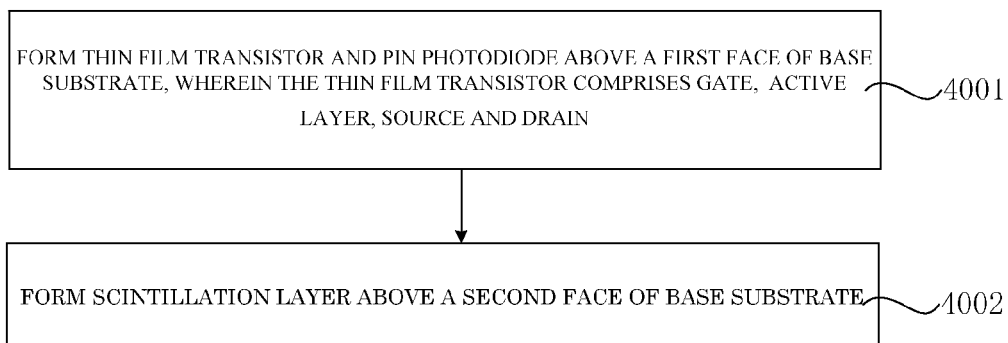 FORM THIN FILM TRANSISTOR AND PIN PHOTODIODE ABOVE A FIRST FACE OF BASE
SUBSTRATE, WHEREIN THE THIN FILM TRANSISTOR COMPRISES GATE, ACTIVE
LAYER, SOURCE AND DRAIN
4001
FORM SCINTILLATION LAYER ABOVE A SECOND FACE OF BASE SUBSTRATE
4002